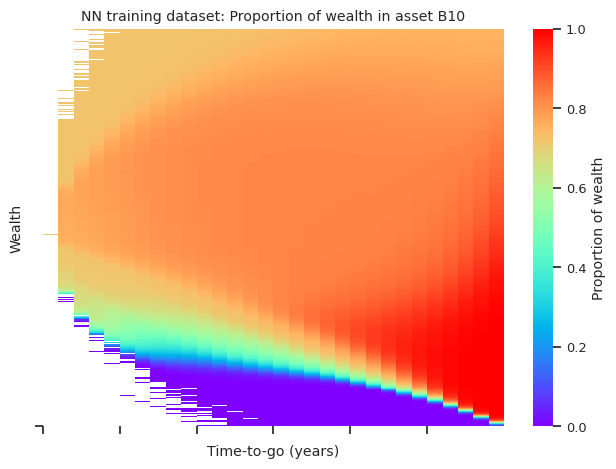 NN training dataset: Proportion of wealth in asset B10
1.0
0.8
0.6
0.4
0.2
0.0
Proportion of wealth
Wealth
Time-to-go (years)